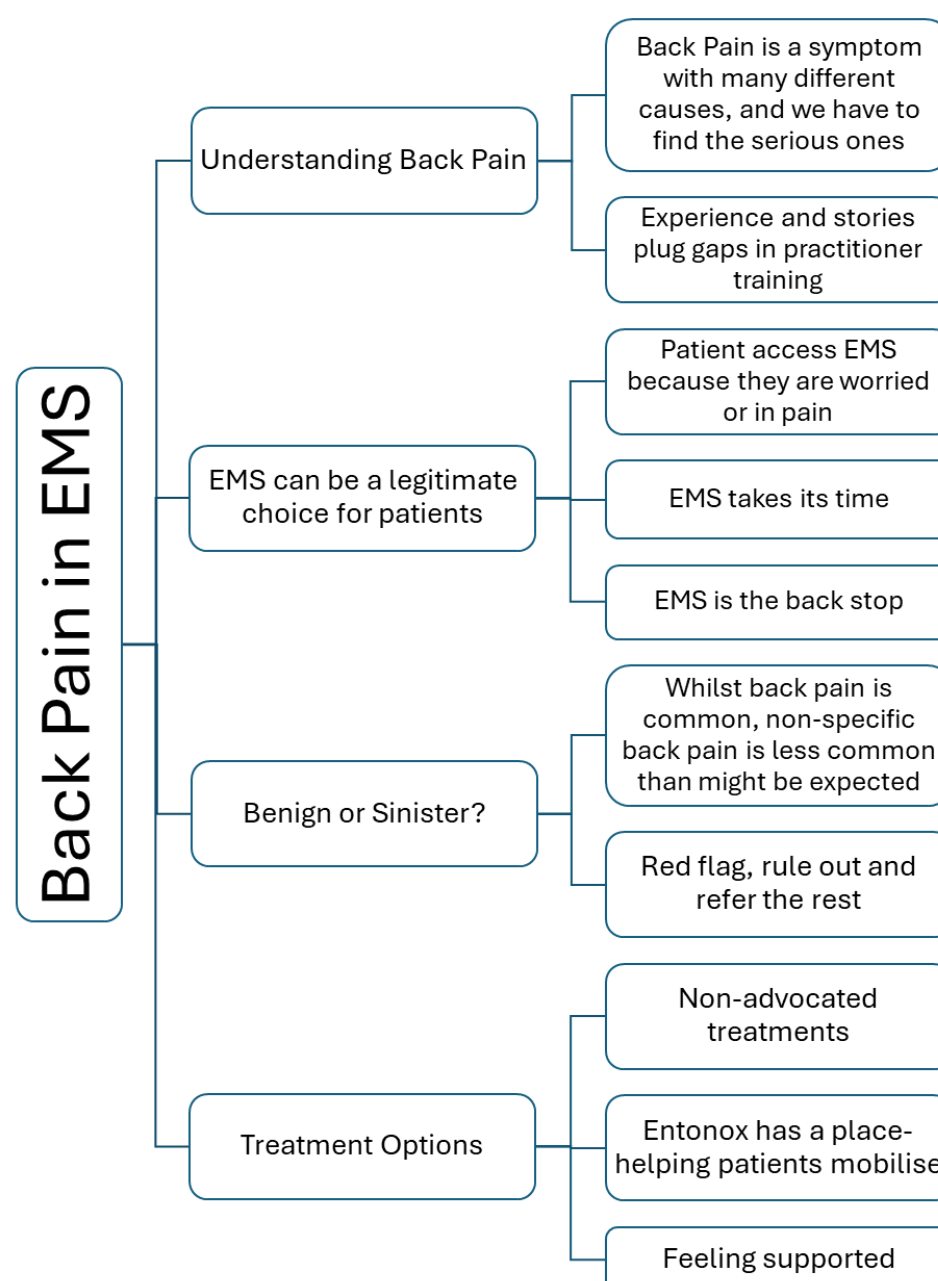 Back Pain in EMS
Understanding Back Pain
Back Pain is a symptom
with many different
causes, and we have to
find the serious ones
Experience and stories
plug gaps in practitioner
training
EMS can be a legitimate
choice for patients
Patient access EMS
because they are worried
or in pain
EMS takes its time
EMS is the back stop
Benign or Sinister?
Whilst back pain is
common, non-specific
back pain is less common
than might be expected
Red flag, rule out and
refer the rest
Treatment Options
Non-advocated
treatments
Entonox has a place-
helping patients mobilise
Feeling supported